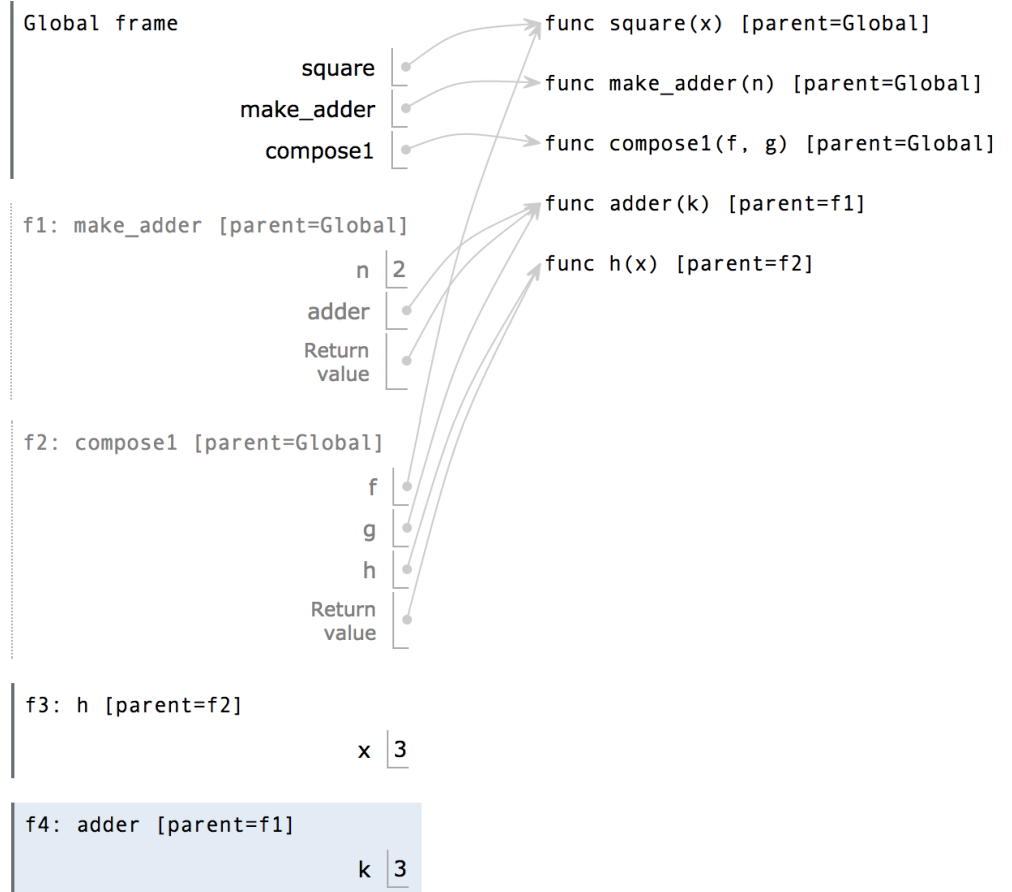 Global frame
square
make_adder
compose1
func square(x) [parent=Global]
func make_adder(n) [parent=Global]
func compose1(f, g) [parent=Global]
func adder(k) [parent=f1]
func h(x) [parent=f2]
f1: make_adder [parent=Global]
n 2
adder
Return
value
f2: compose1 [parent=Global]
f
g
h
Return
value
f3: h [parent=f2]
x 3
f4: adder [parent=f1]
k 3